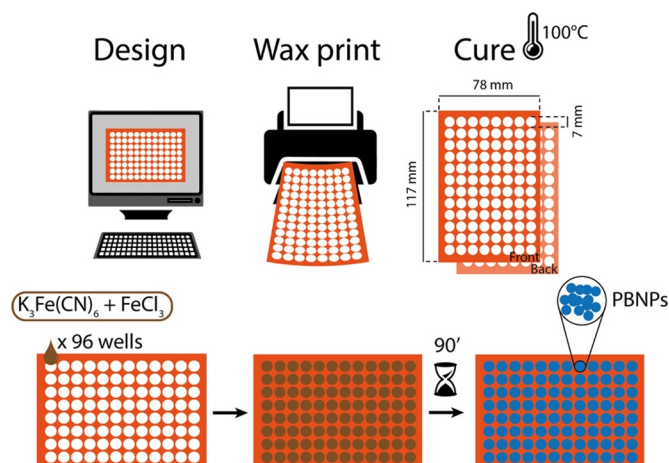 Design
Wax print
Cure
100°C
78 mm
7 mm
117 mm
Front
Back
K₃Fe(CN)₆ + FeCl₃
x 96 wells
90’
PBNPs